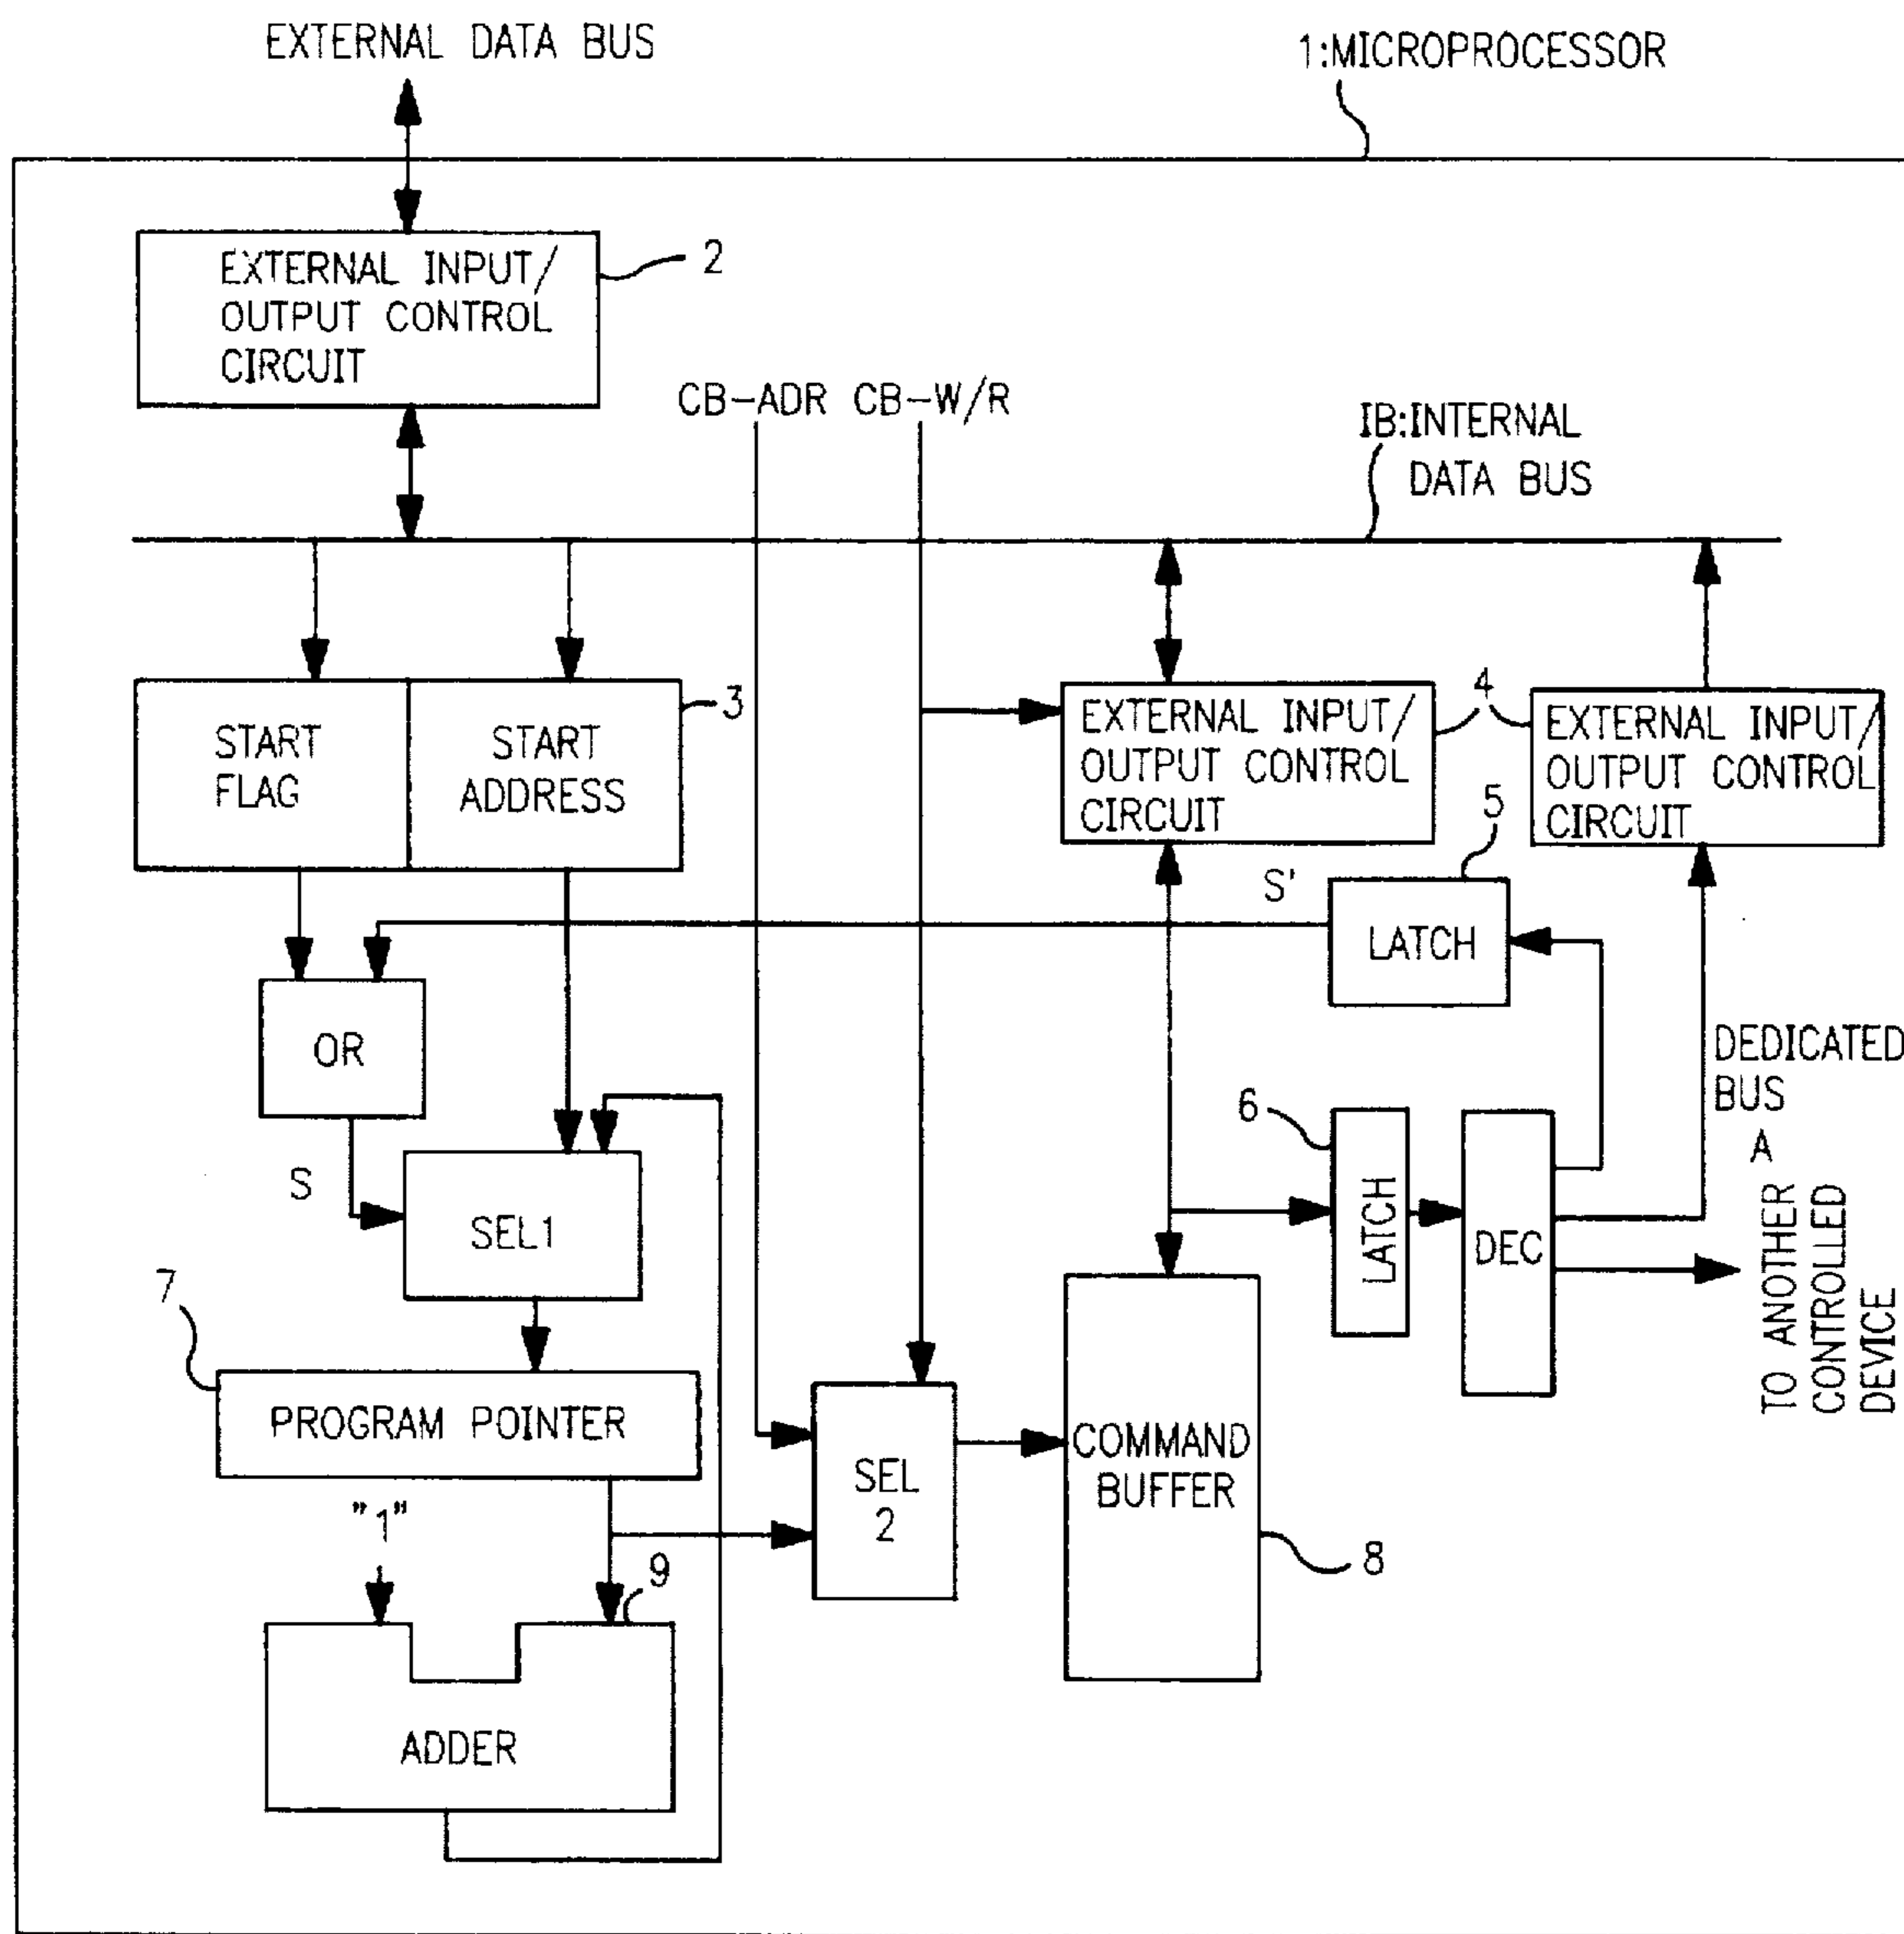 EXTERNAL DATA BUS
1:MICROPROCESSOR
EXTERNAL INPUT/
OUTPUT CONTROL
CIRCUIT
2
CB-ADR
CB-W/R
IB:INTERNAL
DATA BUS
START
FLAG
START
ADDRESS
3
EXTERNAL INPUT/
OUTPUT CONTROL
CIRCUIT
4
EXTERNAL INPUT/
OUTPUT CONTROL
CIRCUIT
5
S'
LATCH
OR
DEDICATED
BUS
A
S
SEL1
6
LATCH
DEC
TO ANOTHER
CONTROLLED
DEVICE
7
PROGRAM POINTER
SEL
2
COMMAND
BUFFER
8
"1"
9
ADDER